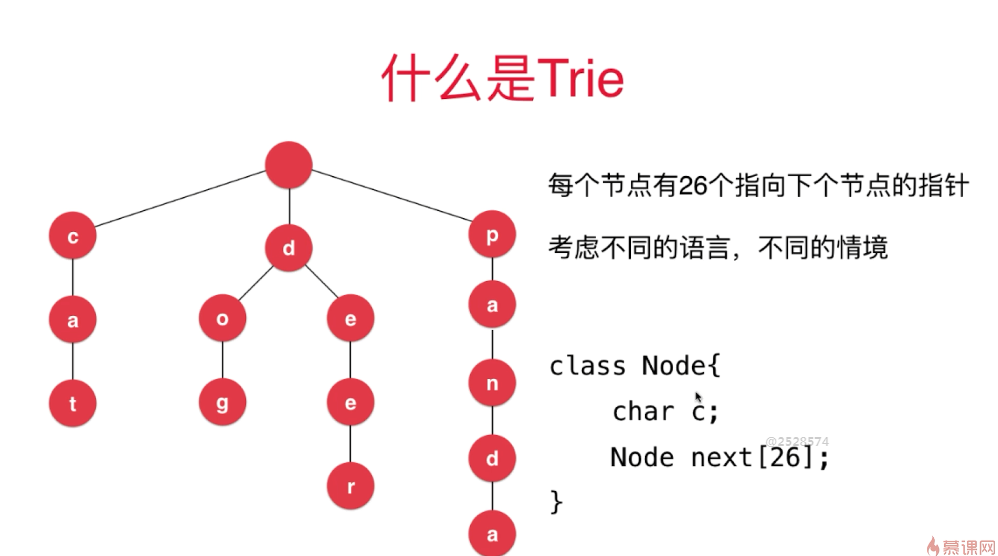 什么是Trie
每个节点有26个指向下个节点的指针
考虑不同的语言，不同的情境
c
d
p
a
o
e
a
t
g
e
n
r
d
a
class Node{
char c;
Node next[26];
}
@2528574
慕课网